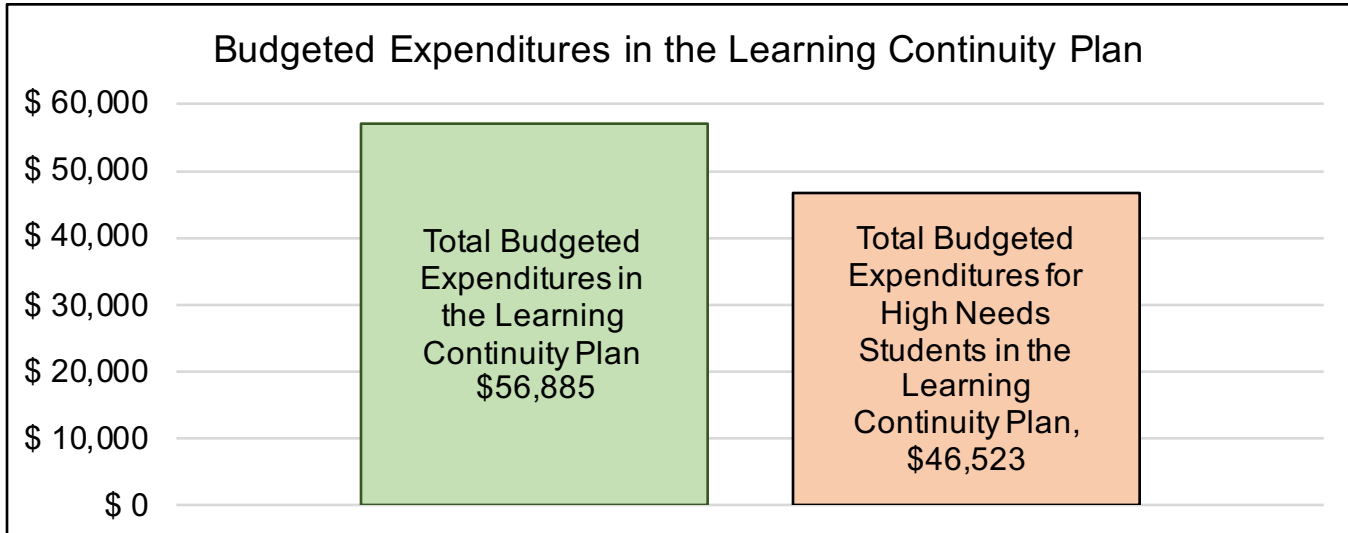 Budgeted Expenditures in the Learning Continuity Plan
$ 60,000
$ 50,000
$ 40,000
$ 30,000
$ 20,000
$ 10,000
$ 0
Total Budgeted
Expenditures in
the Learning
Continuity Plan
$56,885
Total Budgeted
Expenditures for
High Needs
Students in the
Learning
Continuity Plan,
$46,523